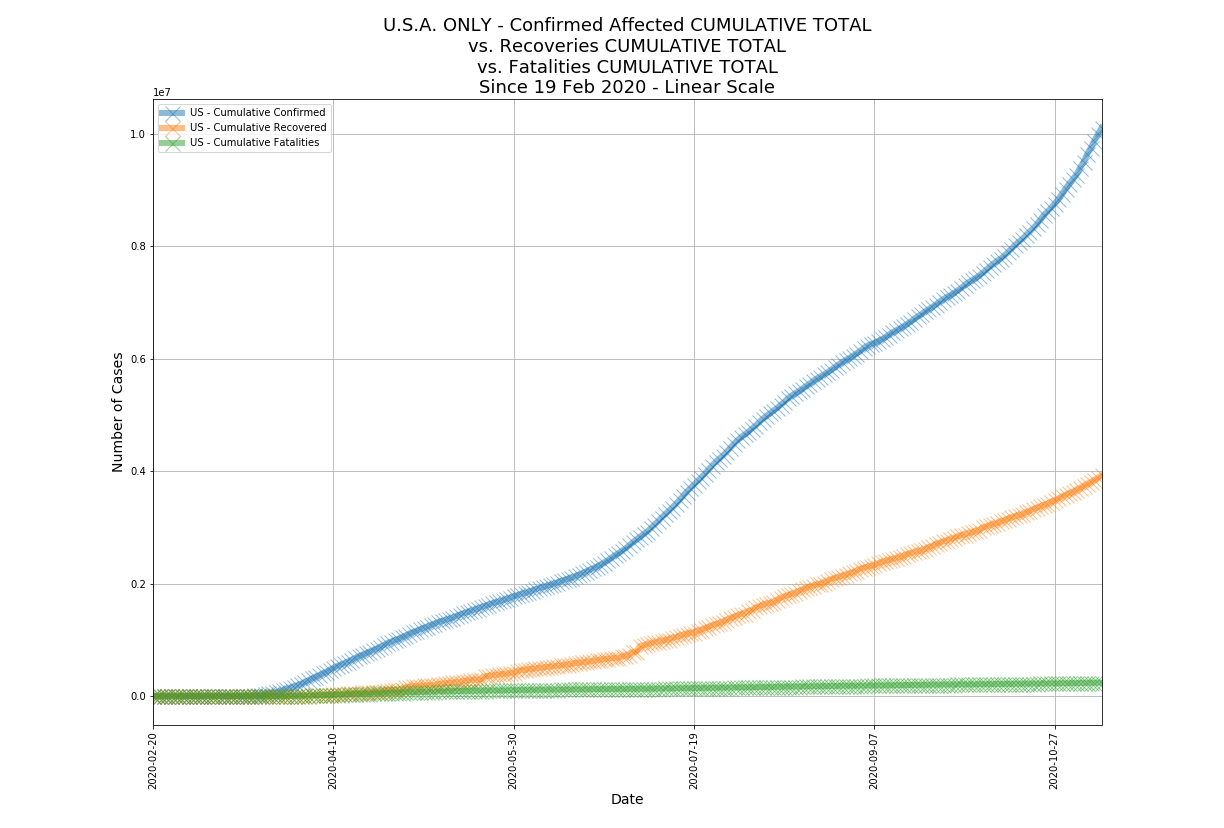 U.S.A. ONLY - Confirmed Affected CUMULATIVE TOTAL
vs. Recoveries CUMULATIVE TOTAL
vs. Fatalities CUMULATIVE TOTAL
Since 19 Feb 2020 - Linear Scale
1e7
US - Cumulative Confirmed
US - Cumulative Recovered
US - Cumulative Fatalities
1.0
0.8
0.6
0.4
0.2
0.0
Number of Cases
2020-02-20
2020-04-10
2020-05-30
2020-07-19
2020-09-07
2020-10-27
Date